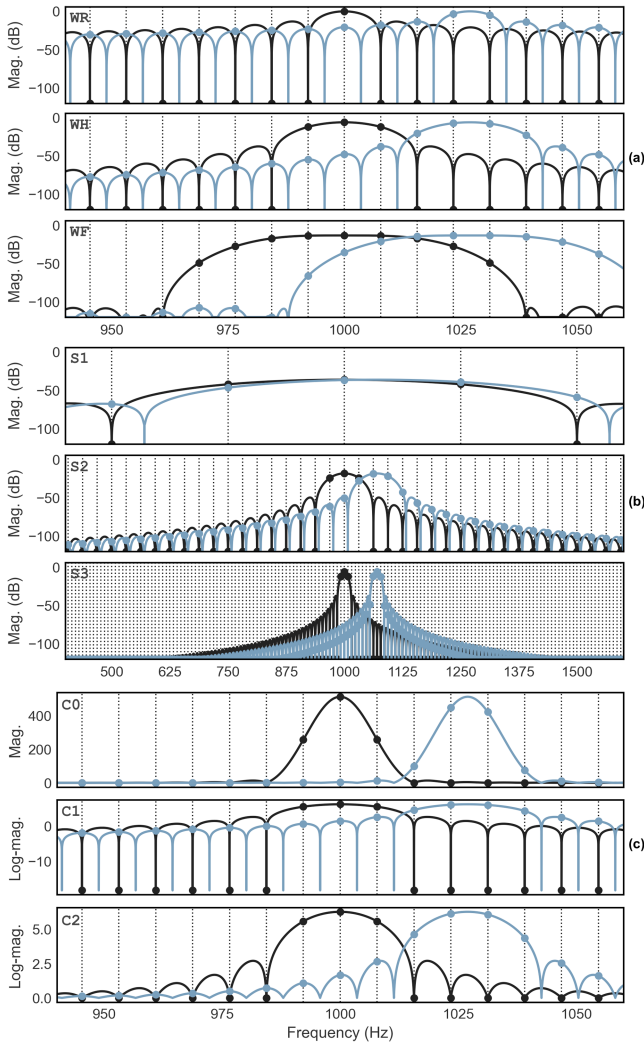 WR
Mag. (dB)
0
−50
−100
WH
Mag. (dB)
0
−50
−100
(a)
WF
Mag. (dB)
0
−50
−100
950
975
1000
1025
1050
S1
Mag. (dB)
0
−50
−100
S2
Mag. (dB)
0
−50
−100
(b)
S3
Mag. (dB)
0
−50
−100
500
625
750
875
1000
1125
1250
1375
1500
C0
Mag.
400
200
0
C1
Log-mag.
0
−10
(c)
C2
Log-mag.
5.0
2.5
0.0
950
975
1000
1025
1050
Frequency (Hz)